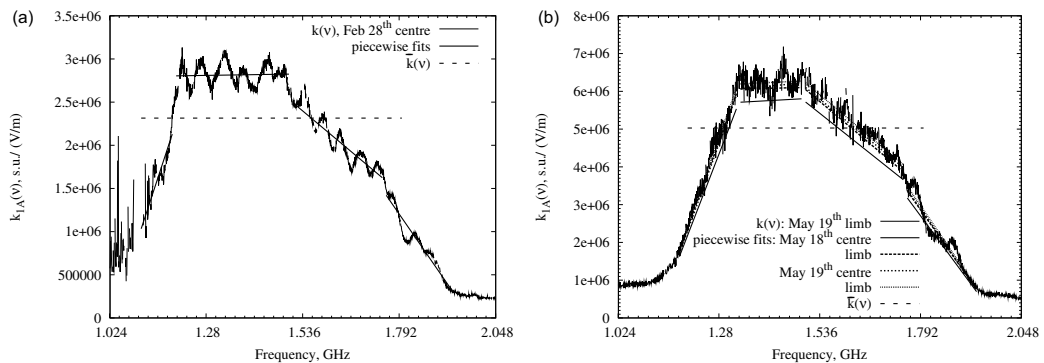 (a)
k(ν), Feb 28th centre
piecewise fits
k̅(ν)
3.5e+06
3e+06
2.5e+06
2e+06
1.5e+06
1e+06
500000
0
k1A(ν), s.u./ (V/m)
1.024
1.28
1.536
1.792
2.048
Frequency, GHz
(b)
8e+06
7e+06
6e+06
5e+06
4e+06
3e+06
2e+06
1e+06
0
k1A(ν), s.u./ (V/m)
k(ν): May 19th limb
piecewise fits: May 18th centre
limb
May 19th centre
limb
k̅(ν)
1.024
1.28
1.536
1.792
2.048
Frequency, GHz